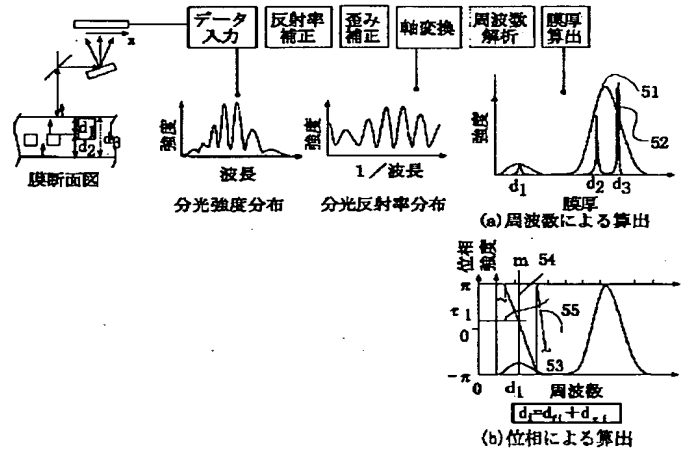 データ
入力
反射率
補正
歪み
補正
軸変換
周波数
解析
膜厚
算出
x
d1
d2
d3
膜断面図
強度
波長
分光強度分布
強度
1/波長
分光反射率分布
強度
51
52
d1
d2
d3
膜厚
(a)周波数による算出
位相
強度
m
54
π
τ1
0
-π
55
53
0
di
周波数
(b)位相による算出